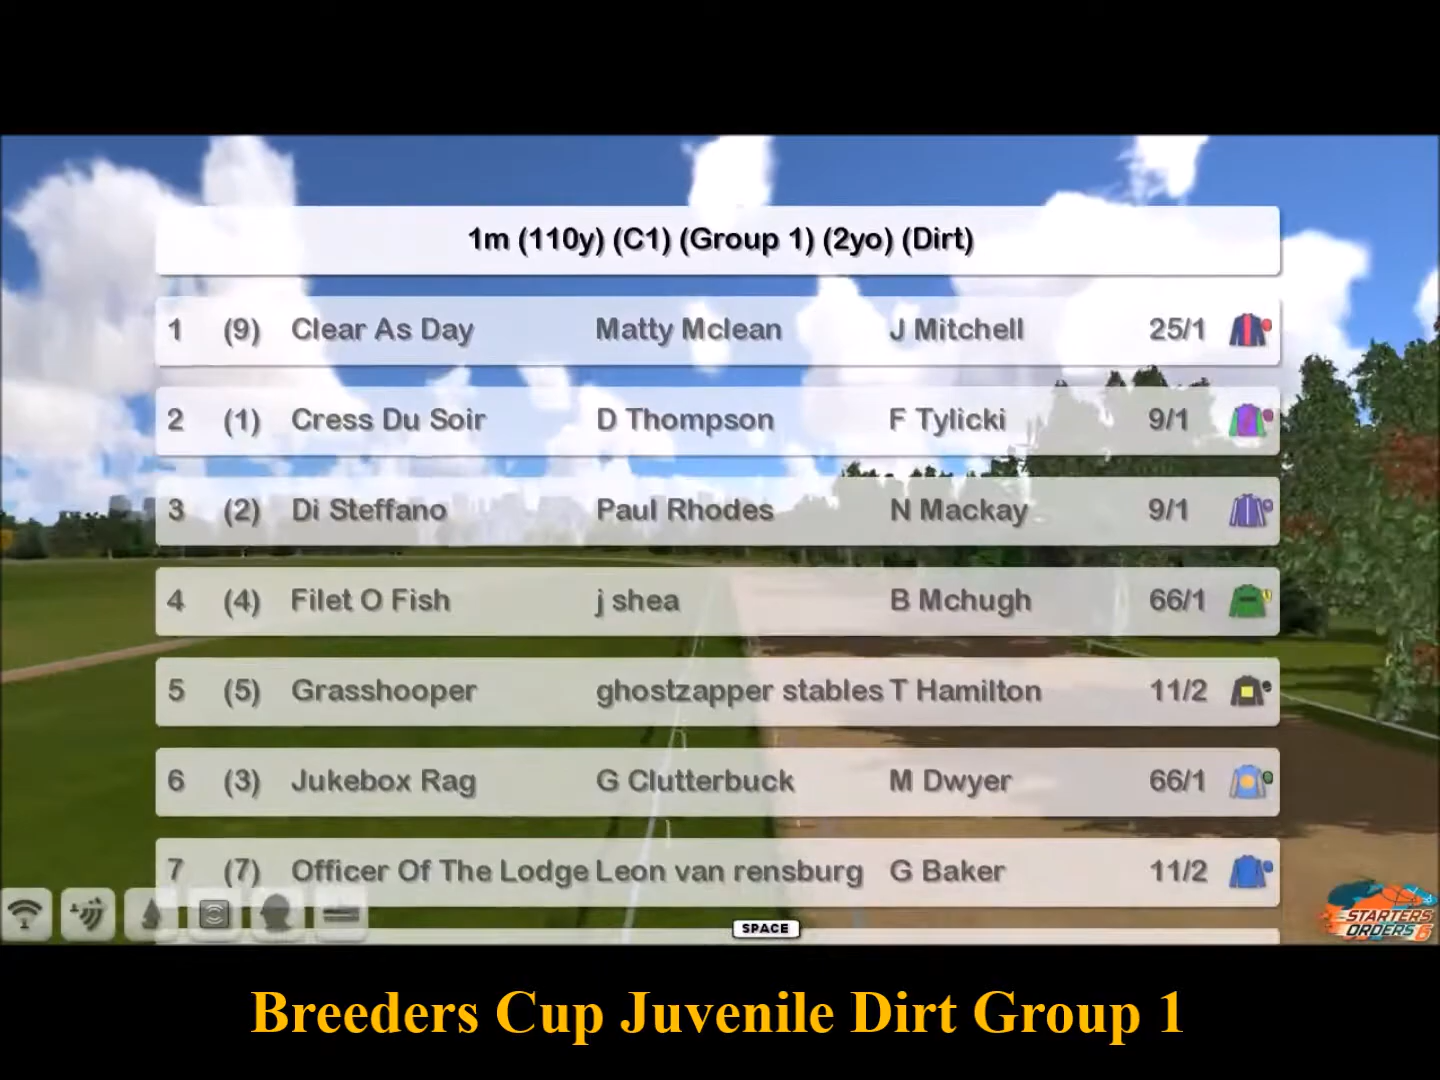 1m (110y) (C1) (Group 1) (2yo) (Dirt)
1 (9) Clear As Day Matty Mclean J Mitchell 25/1
2 (1) Cress Du Soir D Thompson F Tylicki 9/1
3 (2) Di Steffano Paul Rhodes N Mackay 9/1
4 (4) Filet O Fish j shea B Mchugh 66/1
5 (5) Grasshooper ghostzapper stables T Hamilton 11/2
6 (3) Jukebox Rag G Clutterbuck M Dwyer 66/1
7 (7) Officer Of The Lodge Leon van rensburg G Baker 11/2
SPACE
STARTERS
ORDERS 6
Breeders Cup Juvenile Dirt Group 1